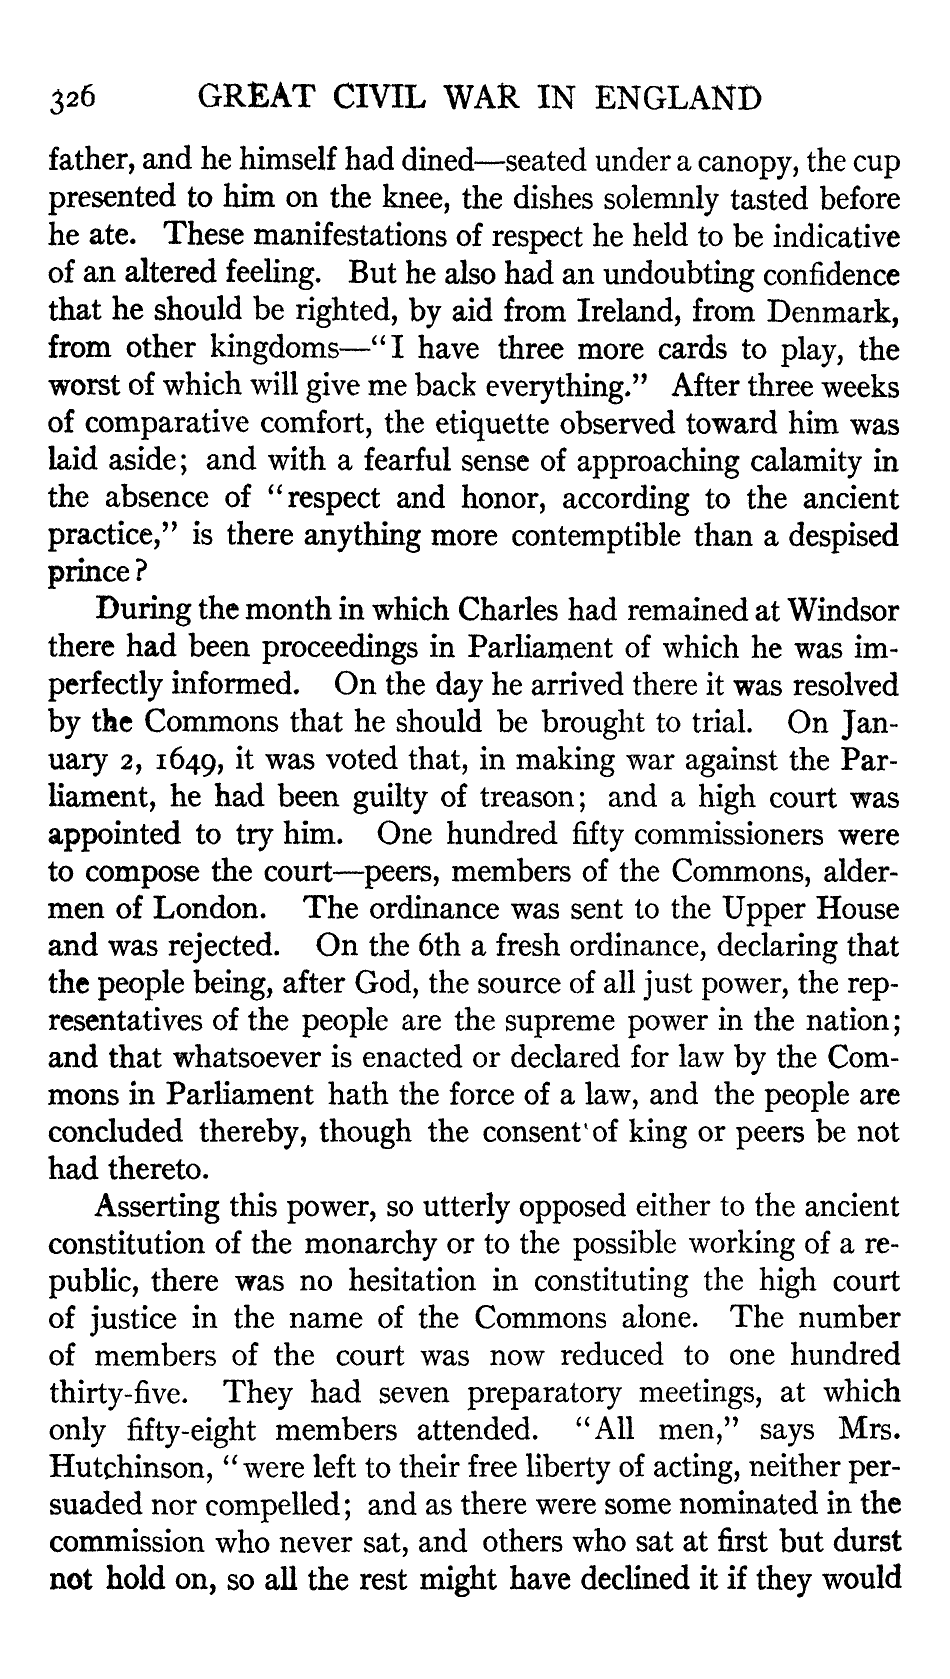 326 GREAT CIVIL WAR IN ENGLAND
father, and he himself had dined—seated under a canopy, the cup
presented to him on the knee, the dishes solemnly tasted before
he ate. These manifestations of respect he held to be indicative
of an altered feeling. But he also had an undoubting confidence
that he should be righted, by aid from Ireland, from Denmark,
from other kingdoms—"I have three more cards to play, the
worst of which will give me back everything." After three weeks
of comparative comfort, the etiquette observed toward him was
laid aside; and with a fearful sense of approaching calamity in
the absence of "respect and honor, according to the ancient
practice," is there anything more contemptible than a despised
prince?
During the month in which Charles had remained at Windsor
there had been proceedings in Parliament of which he was im-
perfectly informed. On the day he arrived there it was resolved
by the Commons that he should be brought to trial. On Jan-
uary 2, 1649, it was voted that, in making war against the Par-
liament, he had been guilty of treason; and a high court was
appointed to try him. One hundred fifty commissioners were
to compose the court—peers, members of the Commons, alder-
men of London. The ordinance was sent to the Upper House
and was rejected. On the 6th a fresh ordinance, declaring that
the people being, after God, the source of all just power, the rep-
resentatives of the people are the supreme power in the nation;
and that whatsoever is enacted or declared for law by the Com-
mons in Parliament hath the force of a law, and the people are
concluded thereby, though the consent of king or peers be not
had thereto.
Asserting this power, so utterly opposed either to the ancient
constitution of the monarchy or to the possible working of a re-
public, there was no hesitation in constituting the high court
of justice in the name of the Commons alone. The number
of members of the court was now reduced to one hundred
thirty-five. They had seven preparatory meetings, at which
only fifty-eight members attended. "All men," says Mrs.
Hutchinson, "were left to their free liberty of acting, neither per-
suaded nor compelled; and as there were some nominated in the
commission who never sat, and others who sat at first but durst
not hold on, so all the rest might have declined it if they would